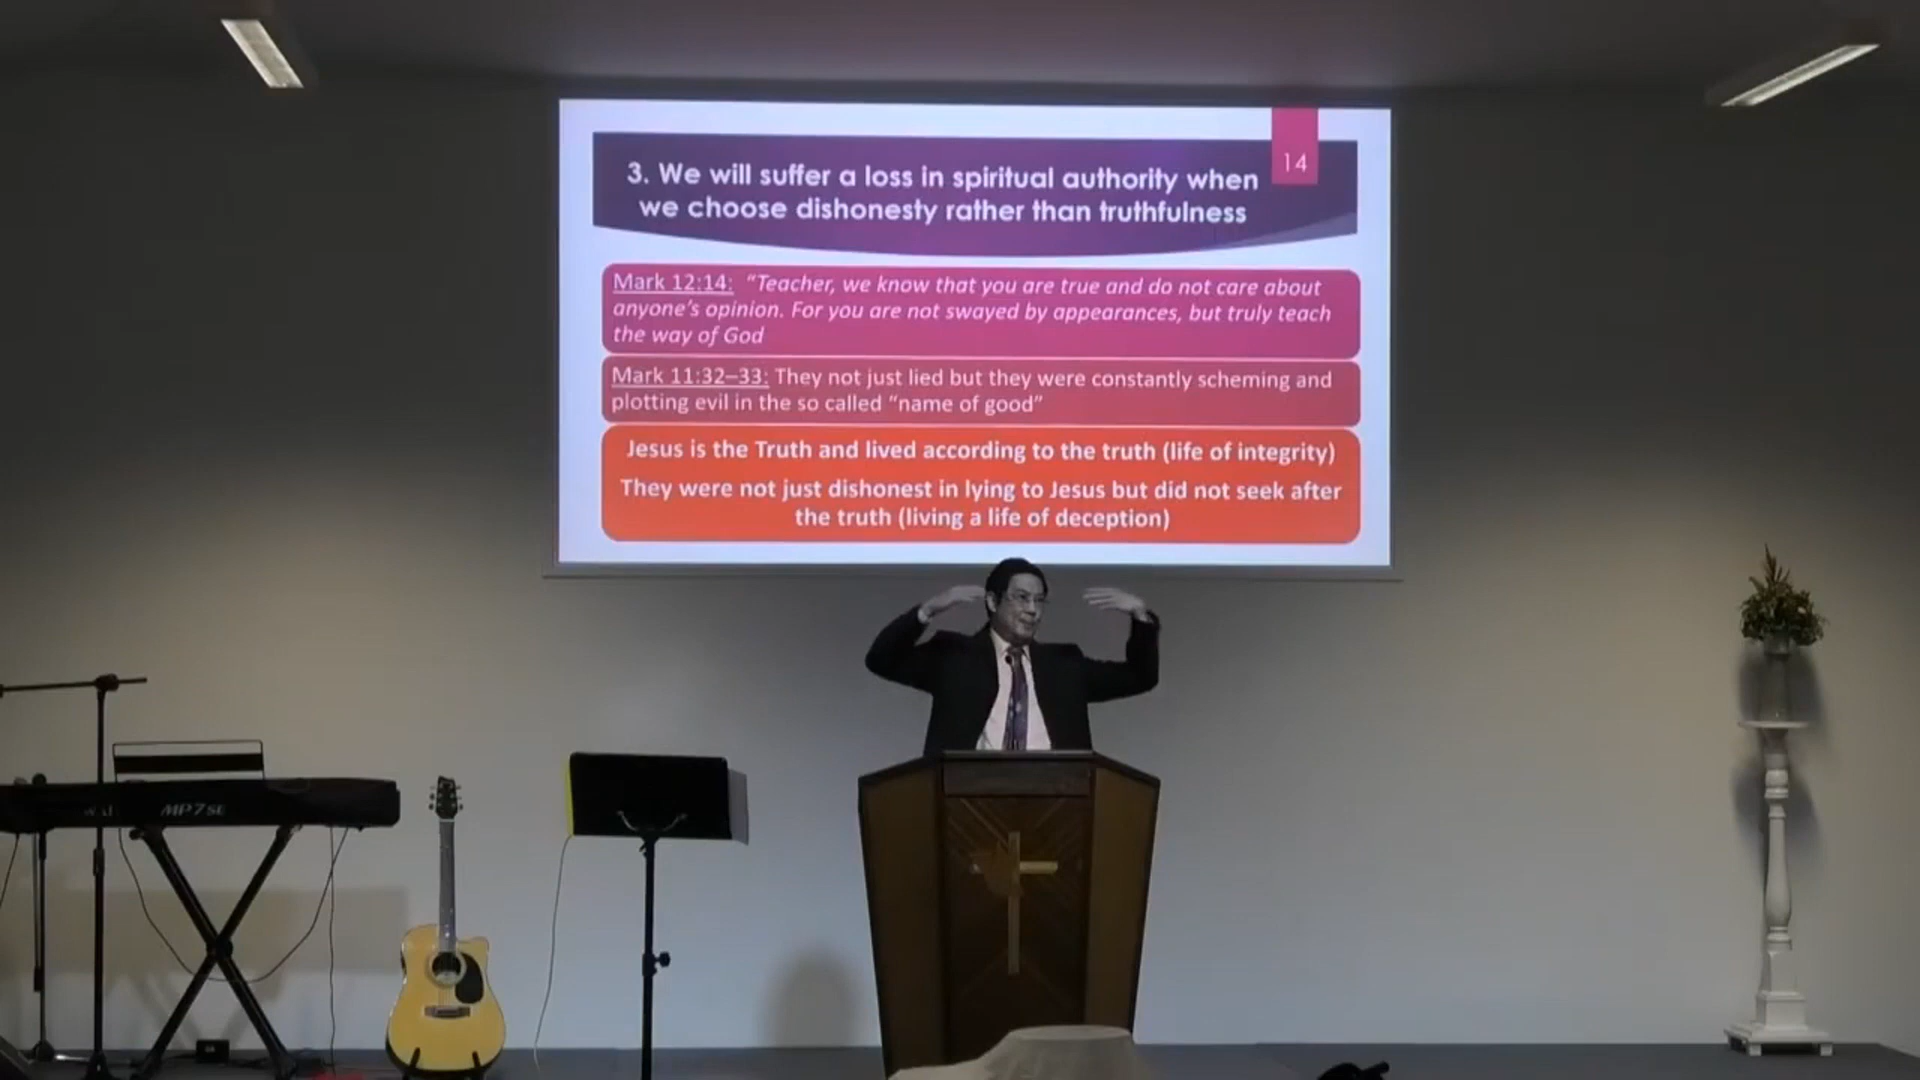 14
3. We will suffer a loss in spiritual authority when
we choose dishonesty rather than truthfulness
Mark 12:14: “Teacher, we know that you are true and do not care about
anyone’s opinion. For you are not swayed by appearances, but truly teach
the way of God
Mark 11:32–33: They not just lied but they were constantly scheming and
plotting evil in the so called “name of good”
Jesus is the Truth and lived according to the truth (life of integrity)
They were not just dishonest in lying to Jesus but did not seek after
the truth (living a life of deception)
MP7SE